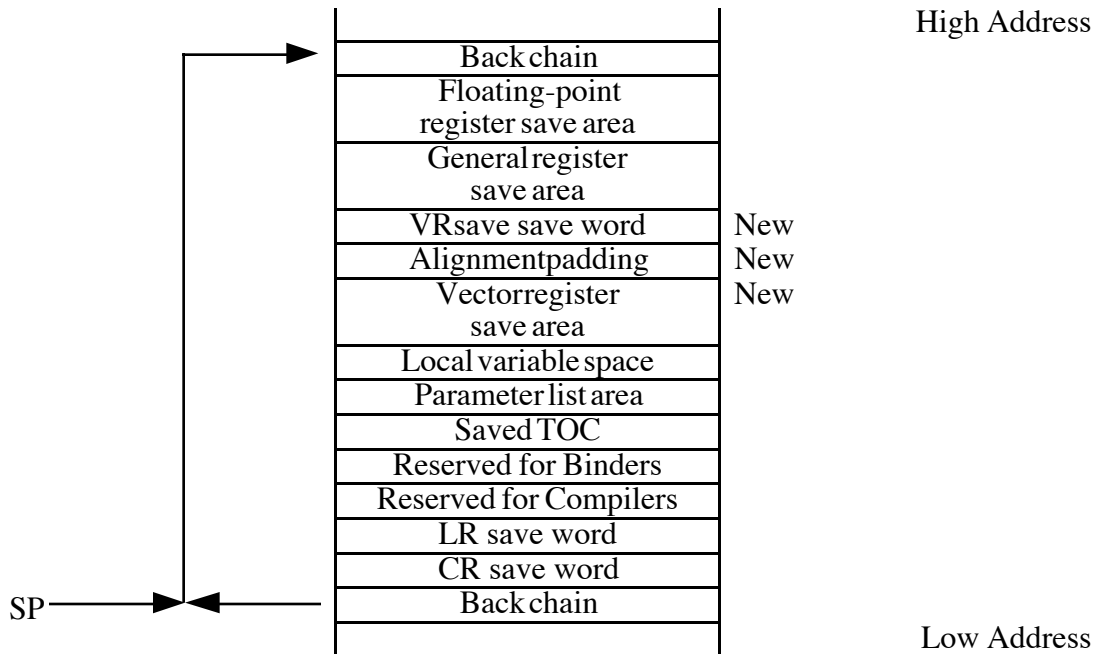 High Address
Back chain
Floating-point
register save area
General register
save area
VRsave save word New
Alignment padding New
Vector register New
save area
Local variable space
Parameter list area
Saved TOC
Reserved for Binders
Reserved for Compilers
LR save word
CR save word
Back chain
SP
Low Address